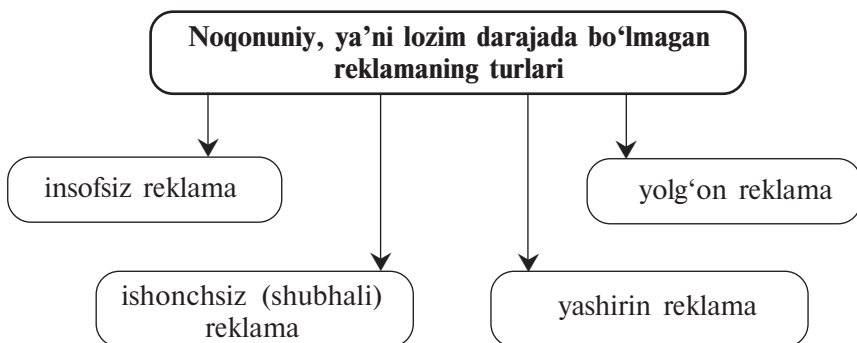 Noqonuniy, ya’ni lozim darajada bo‘lmagan
reklamaning turlari
insofsiz reklama
yolg‘on reklama
ishonchsiz (shubhali)
reklama
yashirin reklama